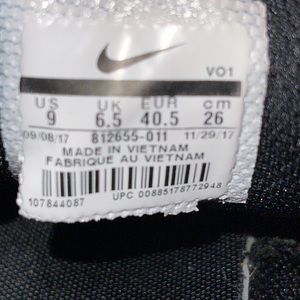 VO1
US UK EUR cm
9 6.5 40.5 26
09/08/17 812655-011 11/29/17
MADE IN VIETNAM
FABRIQUE AU VIETNAM
107844087 UPC 00885178772948